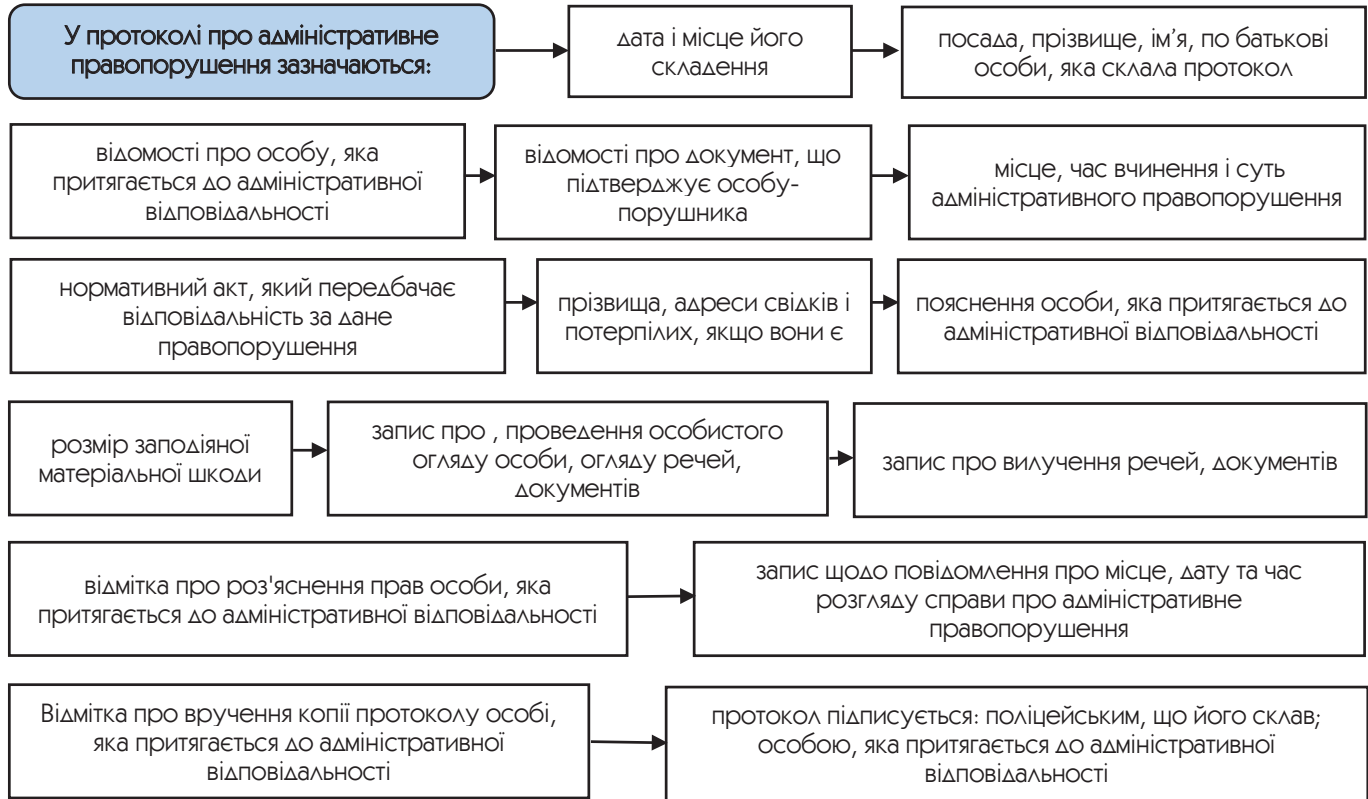 У протоколі про адміністративне
правопорушення зазначаються:
дата і місце його
складення
посада, прізвище, ім’я, по батькові
особи, яка склала протокол
відомості про особу, яка
притягається до адміністративної
відповідальності
відомості про документ, що
підтверджує особу-
порушника
місце, час вчинення і суть
адміністративного правопорушення
нормативний акт, який передбачає
відповідальність за дане
правопорушення
прізвища, адреси свідків і
потерпілих, якщо вони є
пояснення особи, яка притягається до
адміністративної відповідальності
розмір заподіяної
матеріальної шкоди
запис про , проведення особистого
огляду особи, огляду речей,
документів
запис про вилучення речей, документів
відмітка про роз'яснення прав особи, яка
притягається до адміністративної відповідальності
запис щодо повідомлення про місце, дату та час
розгляду справи про адміністративне
правопорушення
Відмітка про вручення копії протоколу особі,
яка притягається до адміністративної
відповідальності
протокол підписується: поліцейським, що його склав;
особою, яка притягається до адміністративної
відповідальності